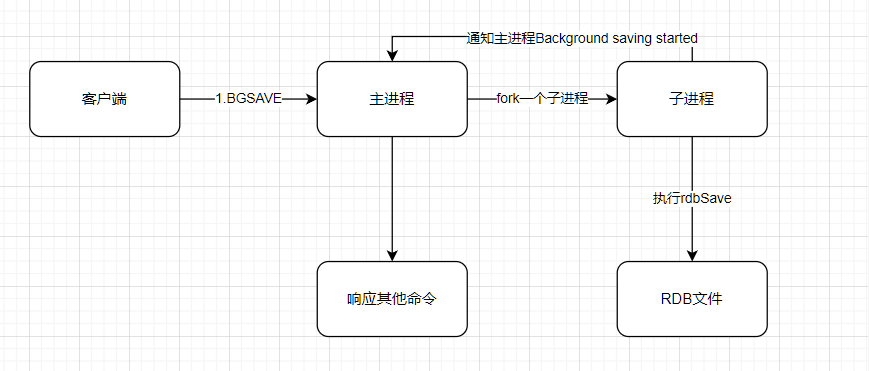 通知主进程Background saving started
客户端
1.BGSAVE
主进程
fork一个子进程
子进程
执行rdbSave
响应其他命令
RDB文件